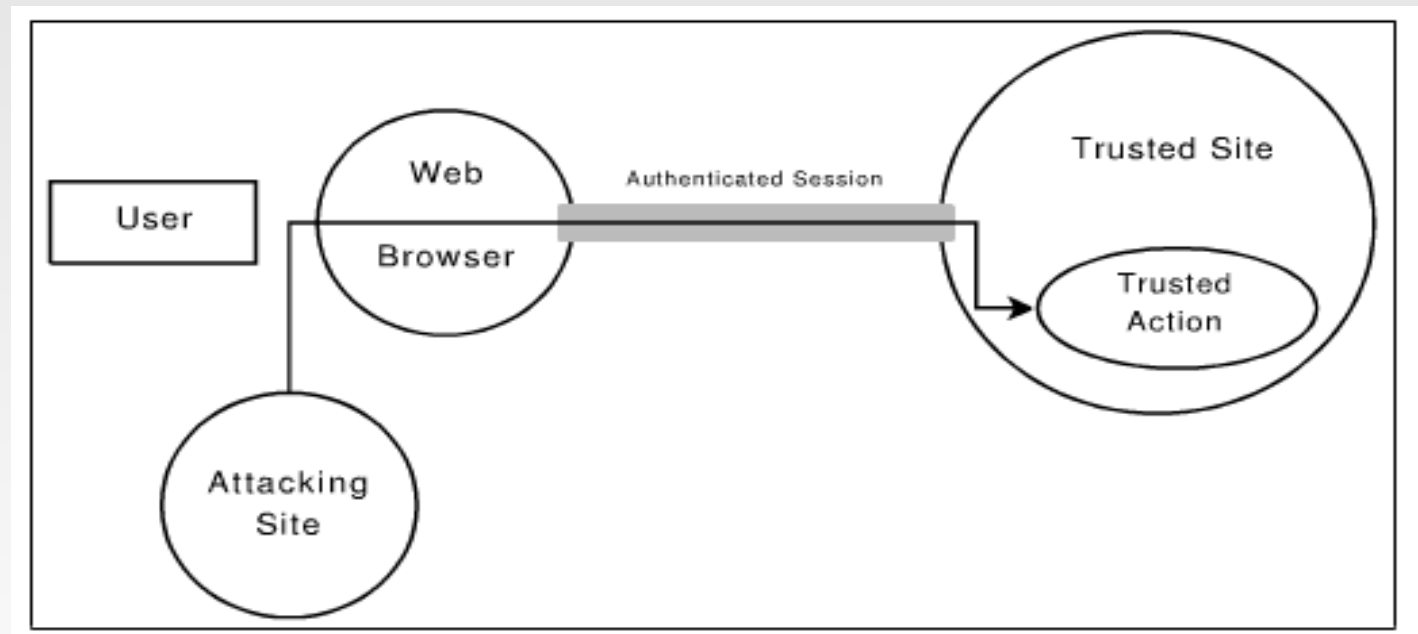 User
Web
Browser
Authenticated Session
Trusted Site
Trusted
Action
Attacking
Site